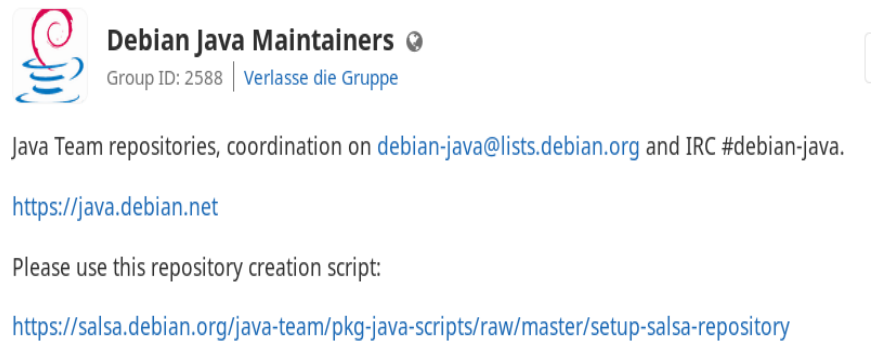 Debian Java Maintainers
Group ID: 2588 Verlasse die Gruppe
Java Team repositories, coordination on debian-java@lists.debian.org and IRC #debian-java.
https://java.debian.net
Please use this repository creation script:
https://salsa.debian.org/java-team/pkg-java-scripts/raw/master/setup-salsa-repository